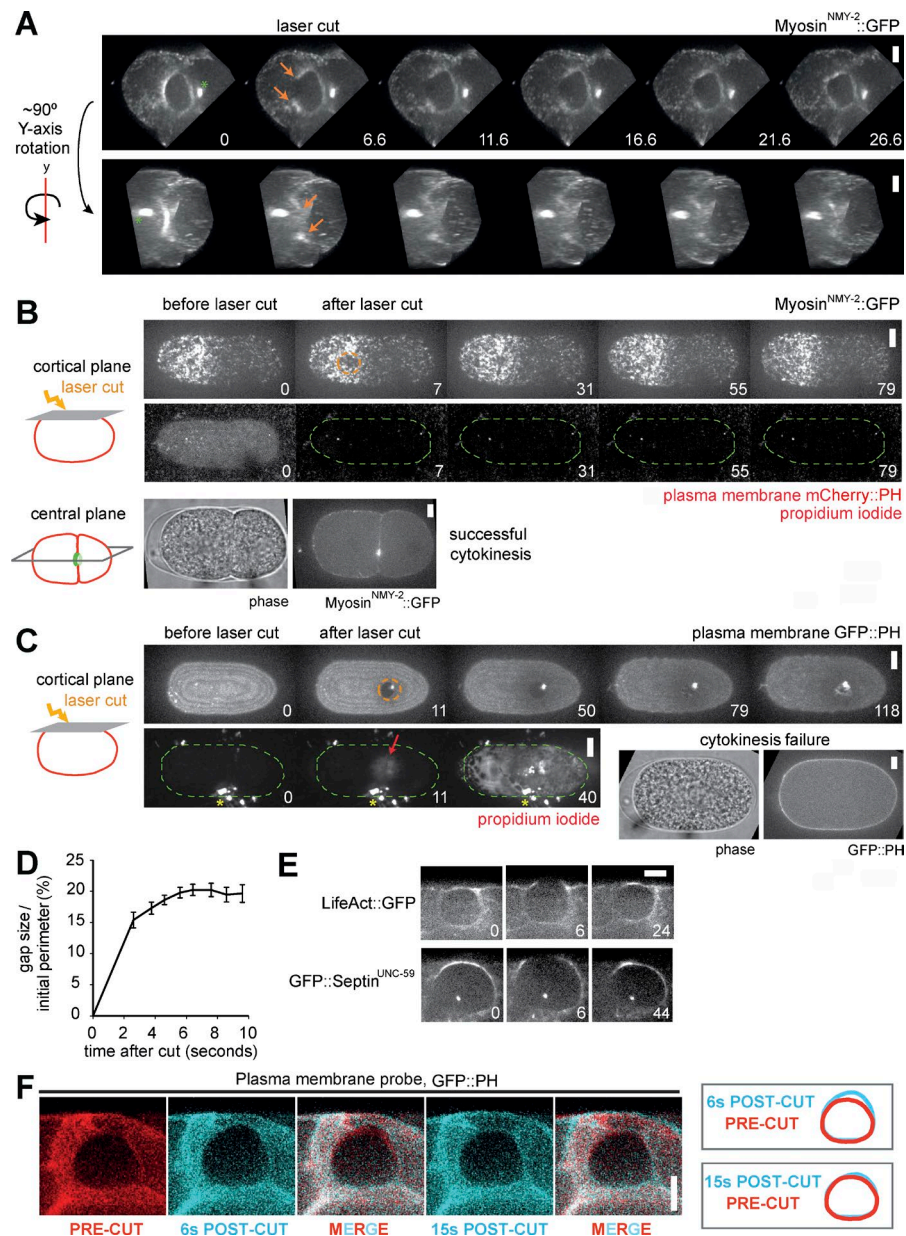 A
laser cut
Myosin^NMY-2::GFP
*
0
6.6
11.6
16.6
21.6
26.6
~90º
Y-axis
rotation
y
*
B
before laser cut
after laser cut
Myosin^NMY-2::GFP
cortical plane
laser cut
0
7
31
55
79
0
7
31
55
79
plasma membrane mCherry::PH
propidium iodide
central plane
successful
cytokinesis
phase
Myosin^NMY-2::GFP
C
before laser cut
after laser cut
plasma membrane GFP::PH
cortical plane
laser cut
0
11
50
79
118
* 0
* 11
* 40
propidium iodide
cytokinesis failure
phase
GFP::PH
D
gap size /
initial perimeter (%)
25
20
15
10
5
0
0 2 4 6 8 10
time after cut (seconds)
E
LifeAct::GFP
0
6
24
GFP::Septin^UNC-59
0
6
44
F
Plasma membrane probe, GFP::PH
PRE-CUT
6s POST-CUT
MERGE
15s POST-CUT
MERGE
6s POST-CUT
PRE-CUT
15s POST-CUT
PRE-CUT